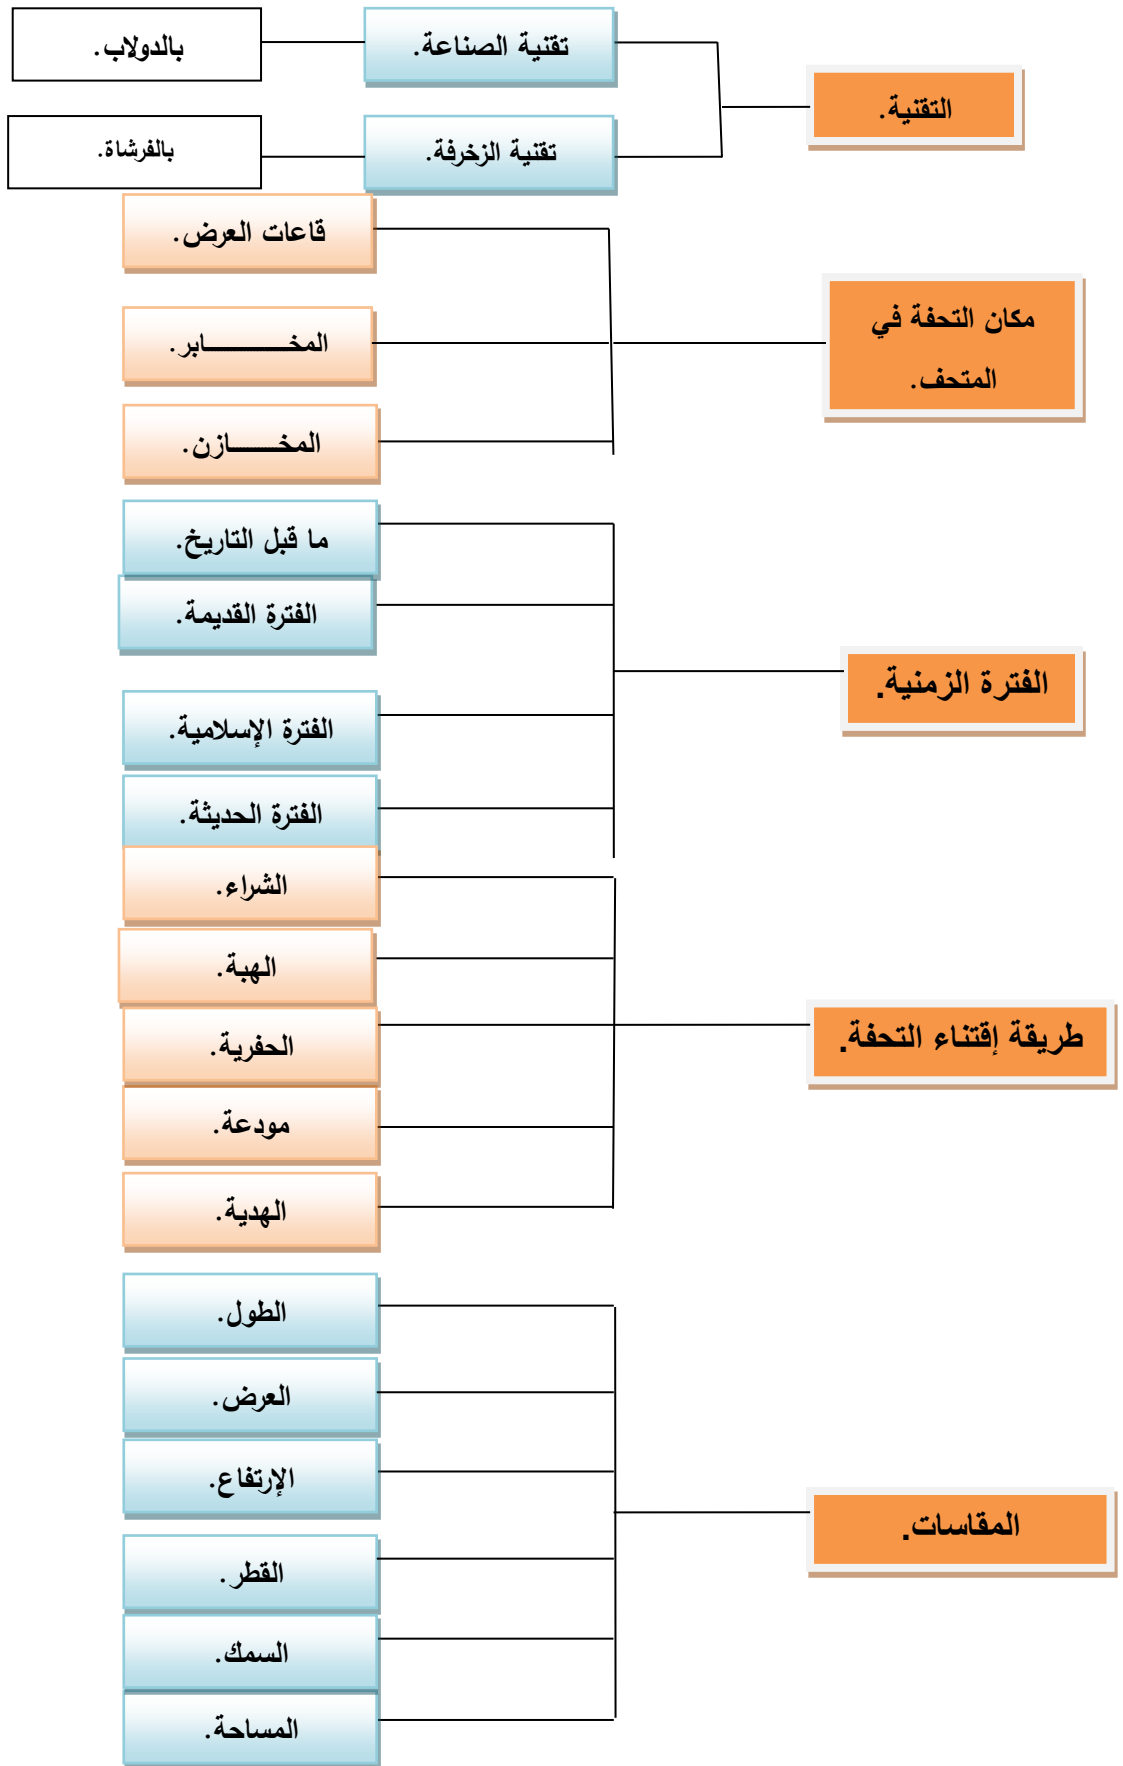 التقنية.
تقنية الصناعة.
بالدولاب.
تقنية الزخرفة.
بالفرشاة.
مكان التحفة في
المتحف.
قاعات العرض.
المخـــــــــــــابر.
المخـــــــــازن.
الفترة الزمنية.
ما قبل التاريخ.
الفترة القديمة.
الفترة الإسلامية.
الفترة الحديثة.
طريقة إقتناء التحفة.
الشراء.
الهبة.
الحفرية.
مودعة.
الهدية.
المقاسات.
الطول.
العرض.
الإرتفاع.
القطر.
السمك.
المساحة.